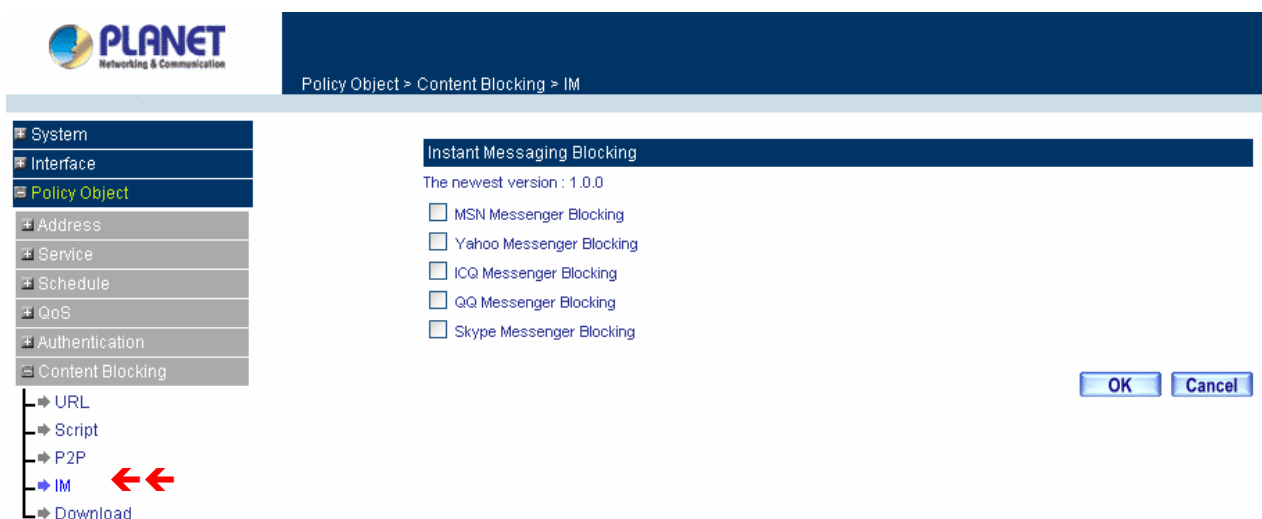 PLANET
Networking & Communication
Policy Object > Content Blocking > IM
System
Interface
Policy Object
Address
Service
Schedule
QoS
Authentication
Content Blocking
URL
Script
P2P
IM
Download
Instant Messaging Blocking
The newest version : 1.0.0
MSN Messenger Blocking
Yahoo Messenger Blocking
ICQ Messenger Blocking
QQ Messenger Blocking
Skype Messenger Blocking
OK Cancel